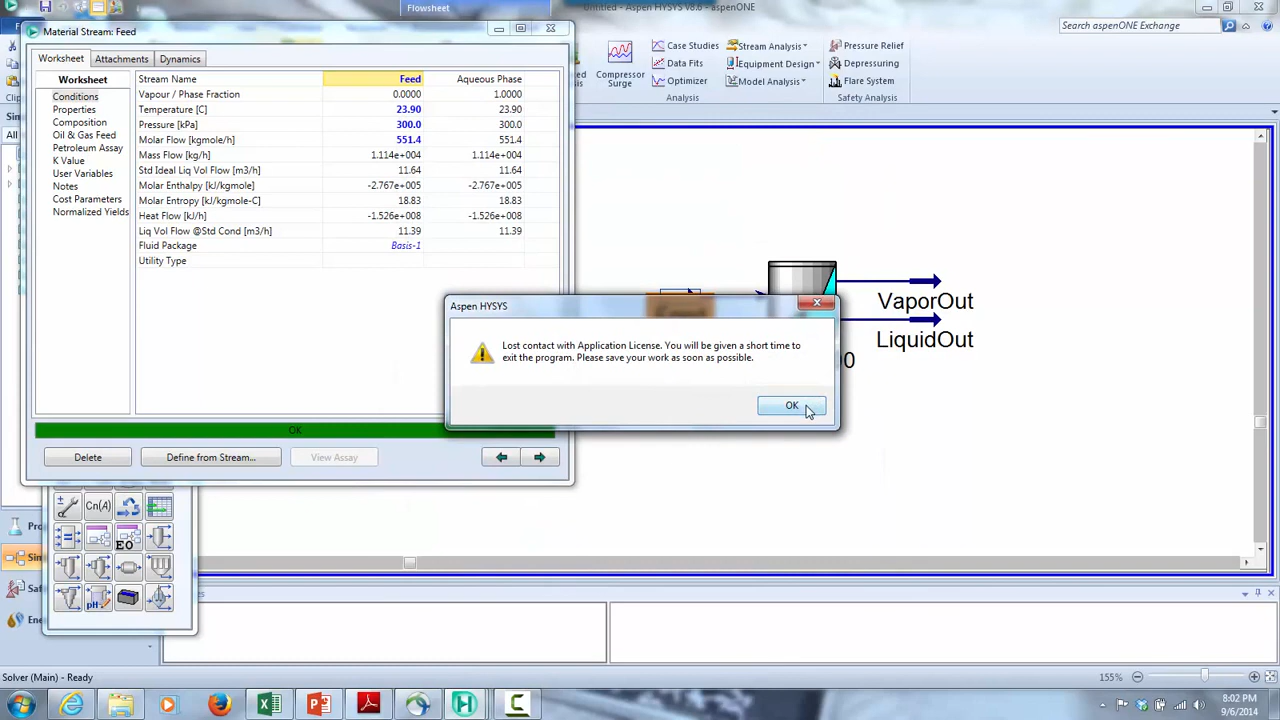 Flowsheet
Untitled - Aspen HYSYS V8.6 - aspenONE
Material Stream: Feed
Search aspenONE Exchange
Worksheet Attachments Dynamics
Case Studies Stream Analysis Pressure Relief
Data Fits Equipment Design Depressuring
Compressor Surge Optimizer Model Analysis Flare System
Analysis Safety Analysis
Worksheet
Conditions
Properties
Composition
Oil & Gas Feed
Petroleum Assay
K Value
User Variables
Notes
Cost Parameters
Normalized Yields
Stream Name Feed Aqueous Phase
Vapour / Phase Fraction 0.0000 1.0000
Temperature [C] 23.90 23.90
Pressure [kPa] 300.0 300.0
Molar Flow [kgmole/h] 551.4 551.4
Mass Flow [kg/h] 1.114e+004 1.114e+004
Std Ideal Liq Vol Flow [m3/h] 11.64 11.64
Molar Enthalpy [kJ/kgmole] -2.767e+005 -2.767e+005
Molar Entropy [kJ/kgmole-C] 18.83 18.83
Heat Flow [kJ/h] -1.526e+008 -1.526e+008
Liq Vol Flow @Std Cond [m3/h] 11.39 11.39
Fluid Package Basis-1
Utility Type
OK
Delete Define from Stream... View Assay
VaporOut
LiquidOut
Aspen HYSYS
Lost contact with Application License. You will be given a short time to
exit the program. Please save your work as soon as possible.
OK
Cn(A)
EO
pH
All
Solver (Main) - Ready
155%
8:02 PM
9/6/2014